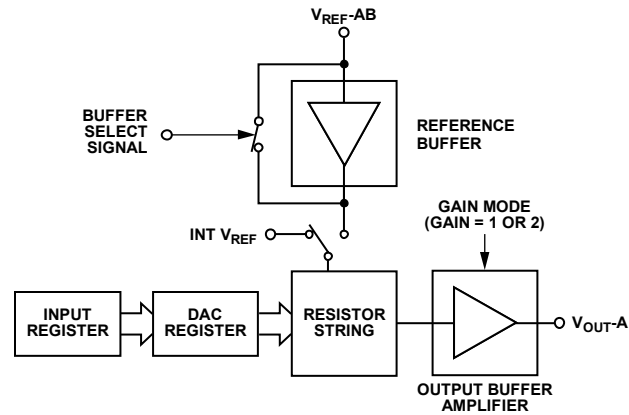 VREF-AB
BUFFER
SELECT
SIGNAL
REFERENCE
BUFFER
GAIN MODE
(GAIN = 1 OR 2)
INT VREF
INPUT
REGISTER
DAC
REGISTER
RESISTOR
STRING
VOUT-A
OUTPUT BUFFER
AMPLIFIER